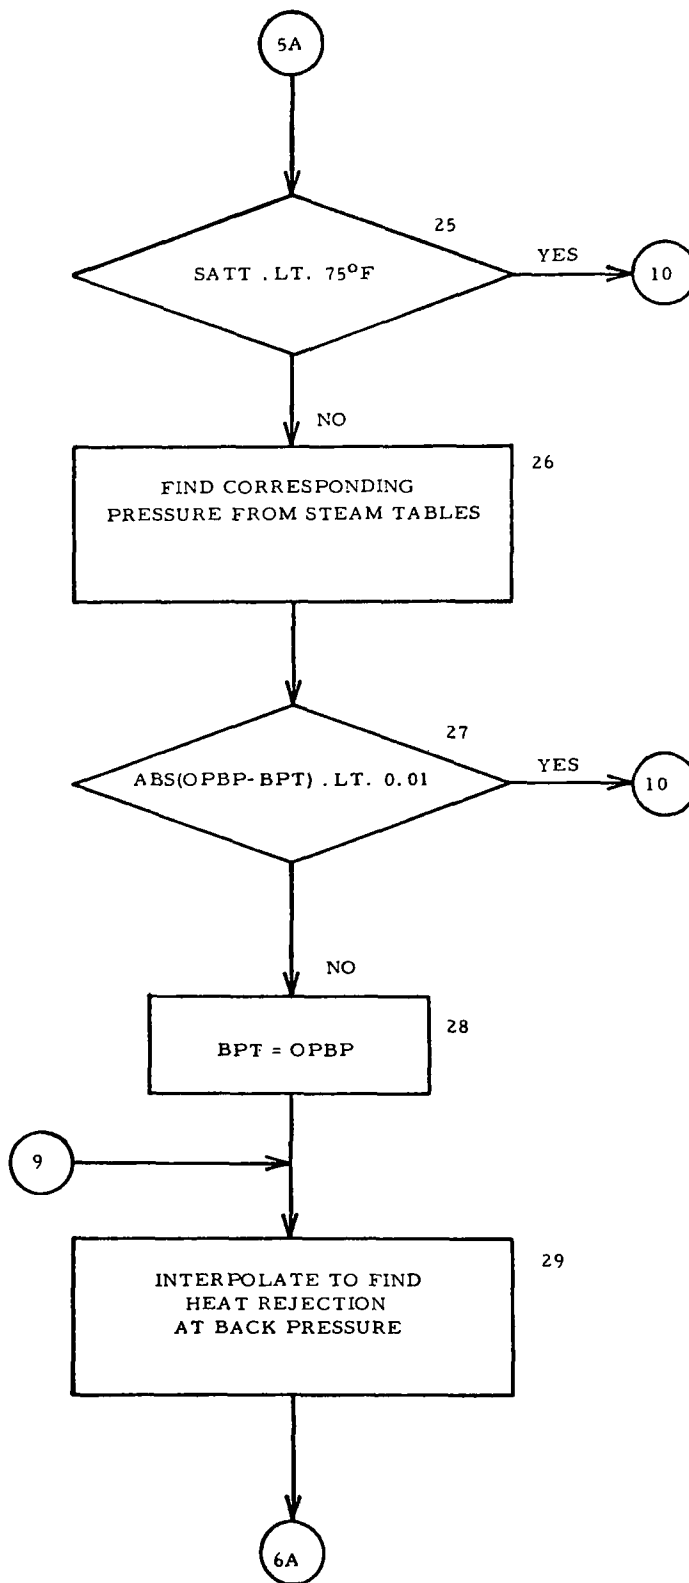 5A
25
SATT .LT. 75°F
YES
10
NO
26
FIND CORRESPONDING
PRESSURE FROM STEAM TABLES
27
ABS(OPBP-BPT) .LT. 0.01
YES
10
NO
28
BPT = OPBP
9
29
INTERPOLATE TO FIND
HEAT REJECTION
AT BACK PRESSURE
6A